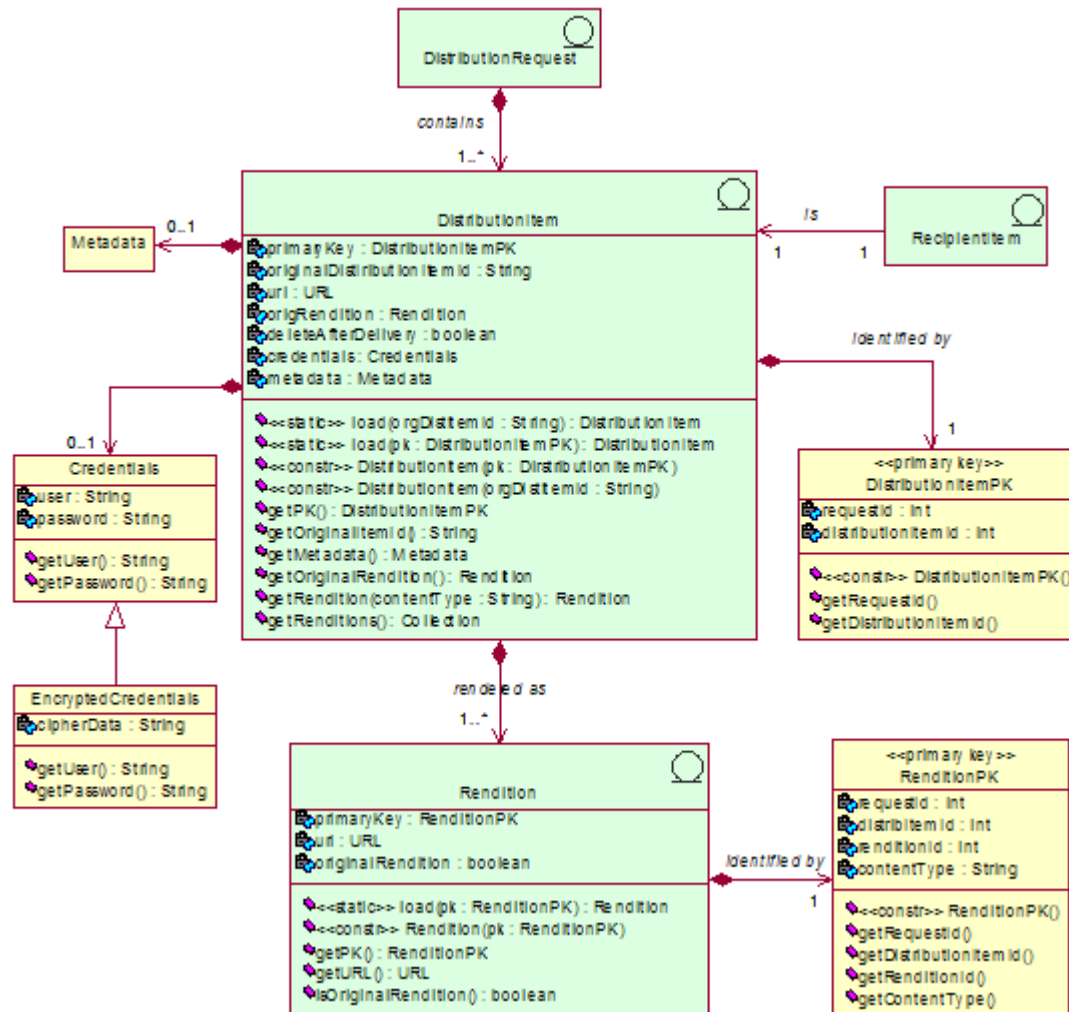 DistributionRequest
contains
1..*
DistributionItem
primaryKey : DistributionItemPK
originalDistributionItemId : String
url : URL
origRendition : Rendition
deleteAfterDelivery : boolean
credentials: Credentials
metadata : Metadata
<<static>> load(orgDistItemId : String) : DistributionItem
<<static>> load(pk : DistributionItemPK) : DistributionItem
<<constr>> DistributionItem(pk : DirstributionItemPK)
<<constr>> DistributionItem(orgDistItemId : String)
getPK() : DistributionItemPK
getOriginalItemId() : String
getMetadata() : Metadata
getOriginalRendition() : Rendition
getRendition(contentType : String) : Rendition
getRenditions() : Collection
Metadata
0..1
is
1
1
RecipientItem
identified by
1
<<primary key>>
DistributionItemPK
requestId : int
distributionItemId : int
<<constr>> DistributionItemPK()
getRequestId()
getDistributionItemId()
0..1
Credentials
user : String
password : String
getUser() : String
getPassword() : String
EncryptedCredentials
cipherData : String
getUser() : String
getPassword() : String
rendered as
1..*
Rendition
primaryKey : RenditionPK
url : URL
originalRendition : boolean
<<static>> load(pk : RenditionPK) : Rendition
<<constr>> Rendition(pk : RenditionPK)
getPK() : RenditionPK
getURL() : URL
isOriginalRendition() : boolean
identified by
1
<<primary key>>
RenditionPK
requestId : int
distribItemId : int
renditionId : int
contentType : String
<<constr>> RenditionPK()
getRequestId()
getDistributionItemId()
getRenditionId()
getContentType()